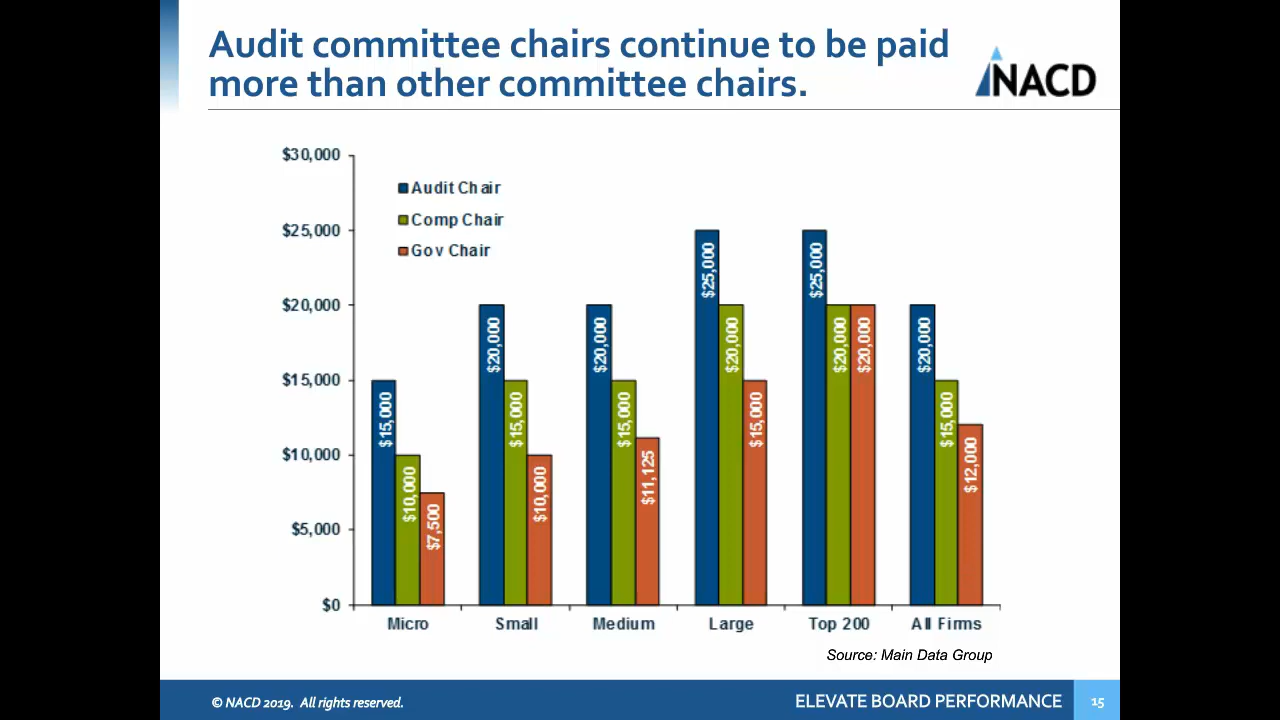 Audit committee chairs continue to be paid
more than other committee chairs.
NACD
$30,000
$25,000
$20,000
$15,000
$10,000
$5,000
$0
Audit Chair
Comp Chair
Gov Chair
$15,000
$10,000
$7,500
$20,000
$15,000
$10,000
$20,000
$15,000
$11,125
$25,000
$20,000
$15,000
$25,000
$20,000
$20,000
$20,000
$15,000
$12,000
Micro Small Medium Large Top 200 All Firms
Source: Main Data Group
© NACD 2019. All rights reserved.
ELEVATE BOARD PERFORMANCE 15